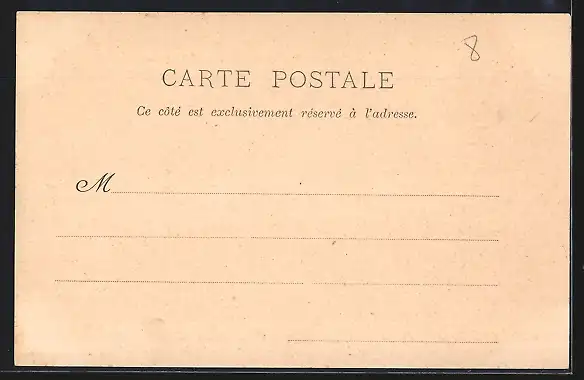 8
CARTE POSTALE
Ce côté est exclusivement réservé à l'adresse.
M